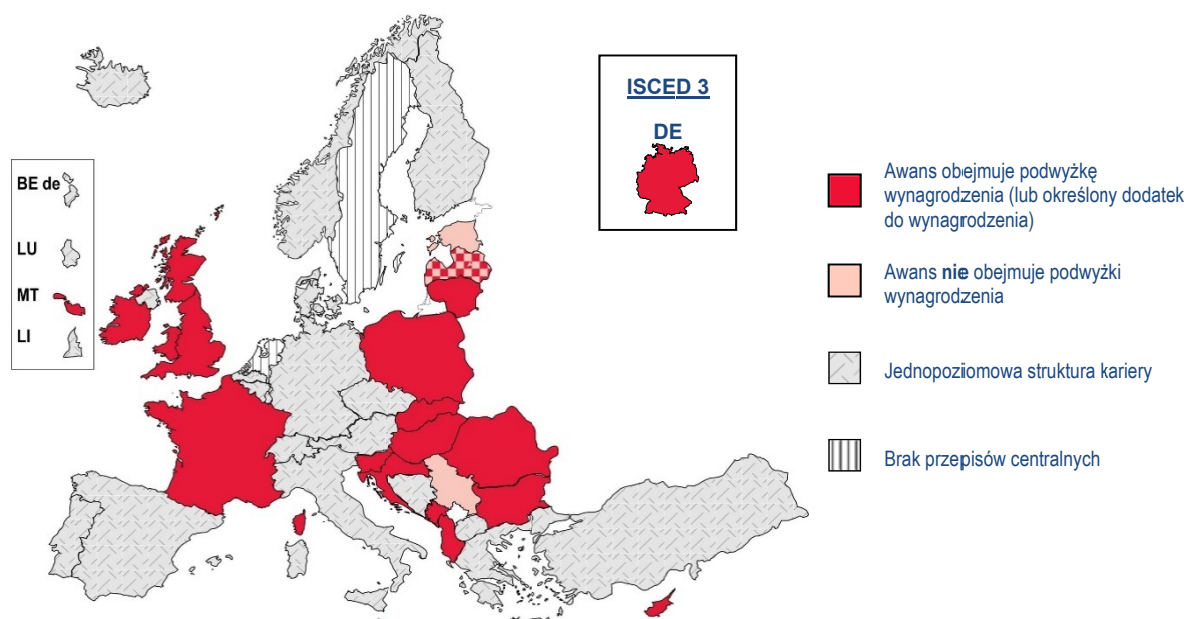 ISCED 3
DE
BE de
LU
MT
LI
Awans obejmuje podwyżkę
wynagrodzenia (lub określony dodatek
do wynagrodzenia)
Awans nie obejmuje podwyżki
wynagrodzenia
Jednopoziomowa struktura kariery
Brak przepisów centralnych